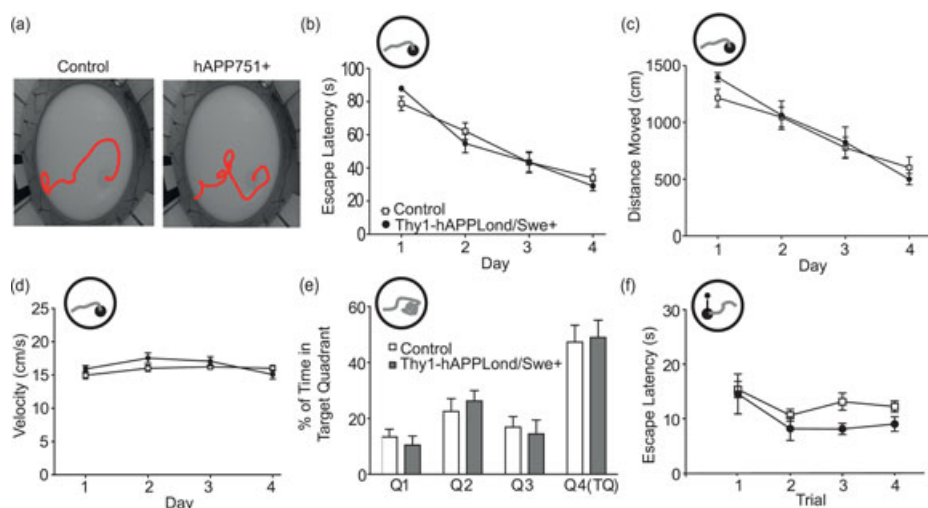 (a)
Control
hAPP751+
(b)
Escape Latency (s)
100
80
60
40
20
0
Control
Thy1-hAPPLond/Swe+
1 2 3 4
Day
(c)
Distance Moved (cm)
1500
1000
500
0
1 2 3 4
Day
(d)
Velocity (cm/s)
25
20
15
10
5
0
1 2 3 4
Day
(e)
% of Time in
Target Quadrant
60
40
20
0
Control
Thy1-hAPPLond/Swe+
Q1 Q2 Q3 Q4(TQ)
(f)
Escape Latency (s)
30
20
10
0
1 2 3 4
Trial